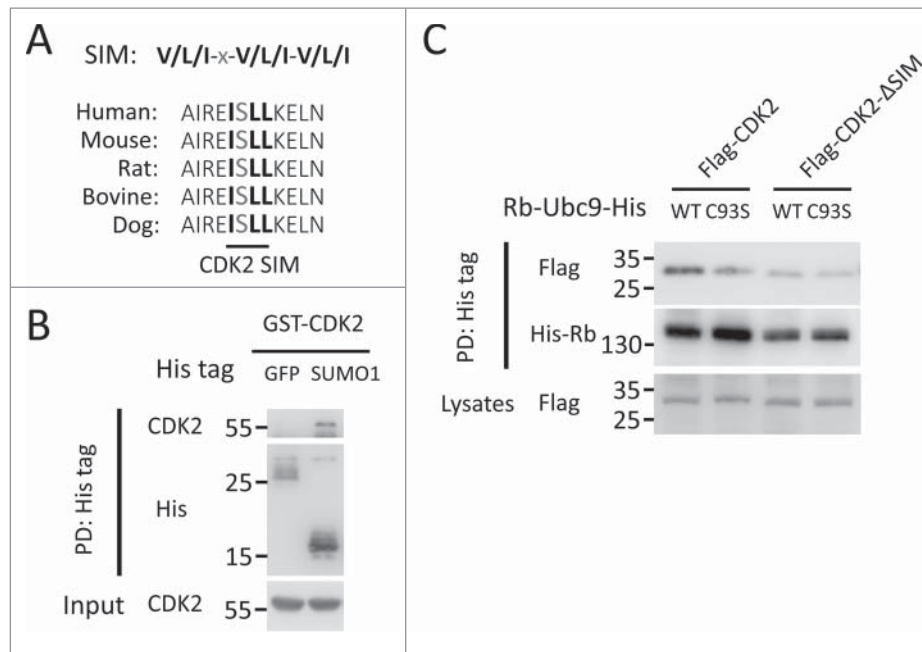 A
SIM: V/L/I-x-V/L/I-V/L/I
Human: AIREISLLKELN
Mouse: AIREISLLKELN
Rat: AIREISLLKELN
Bovine: AIREISLLKELN
Dog: AIREISLLKELN
CDK2 SIM
B
GST-CDK2
His tag GFP SUMO1
PD: His tag
CDK2 55
His 25
15
Input CDK2 55
C
Flag-CDK2
Flag-CDK2-ΔSIM
Rb-Ubc9-His WT C93S WT C93S
PD: His tag
Flag 35
25
His-Rb 130
Lysates Flag 35
25